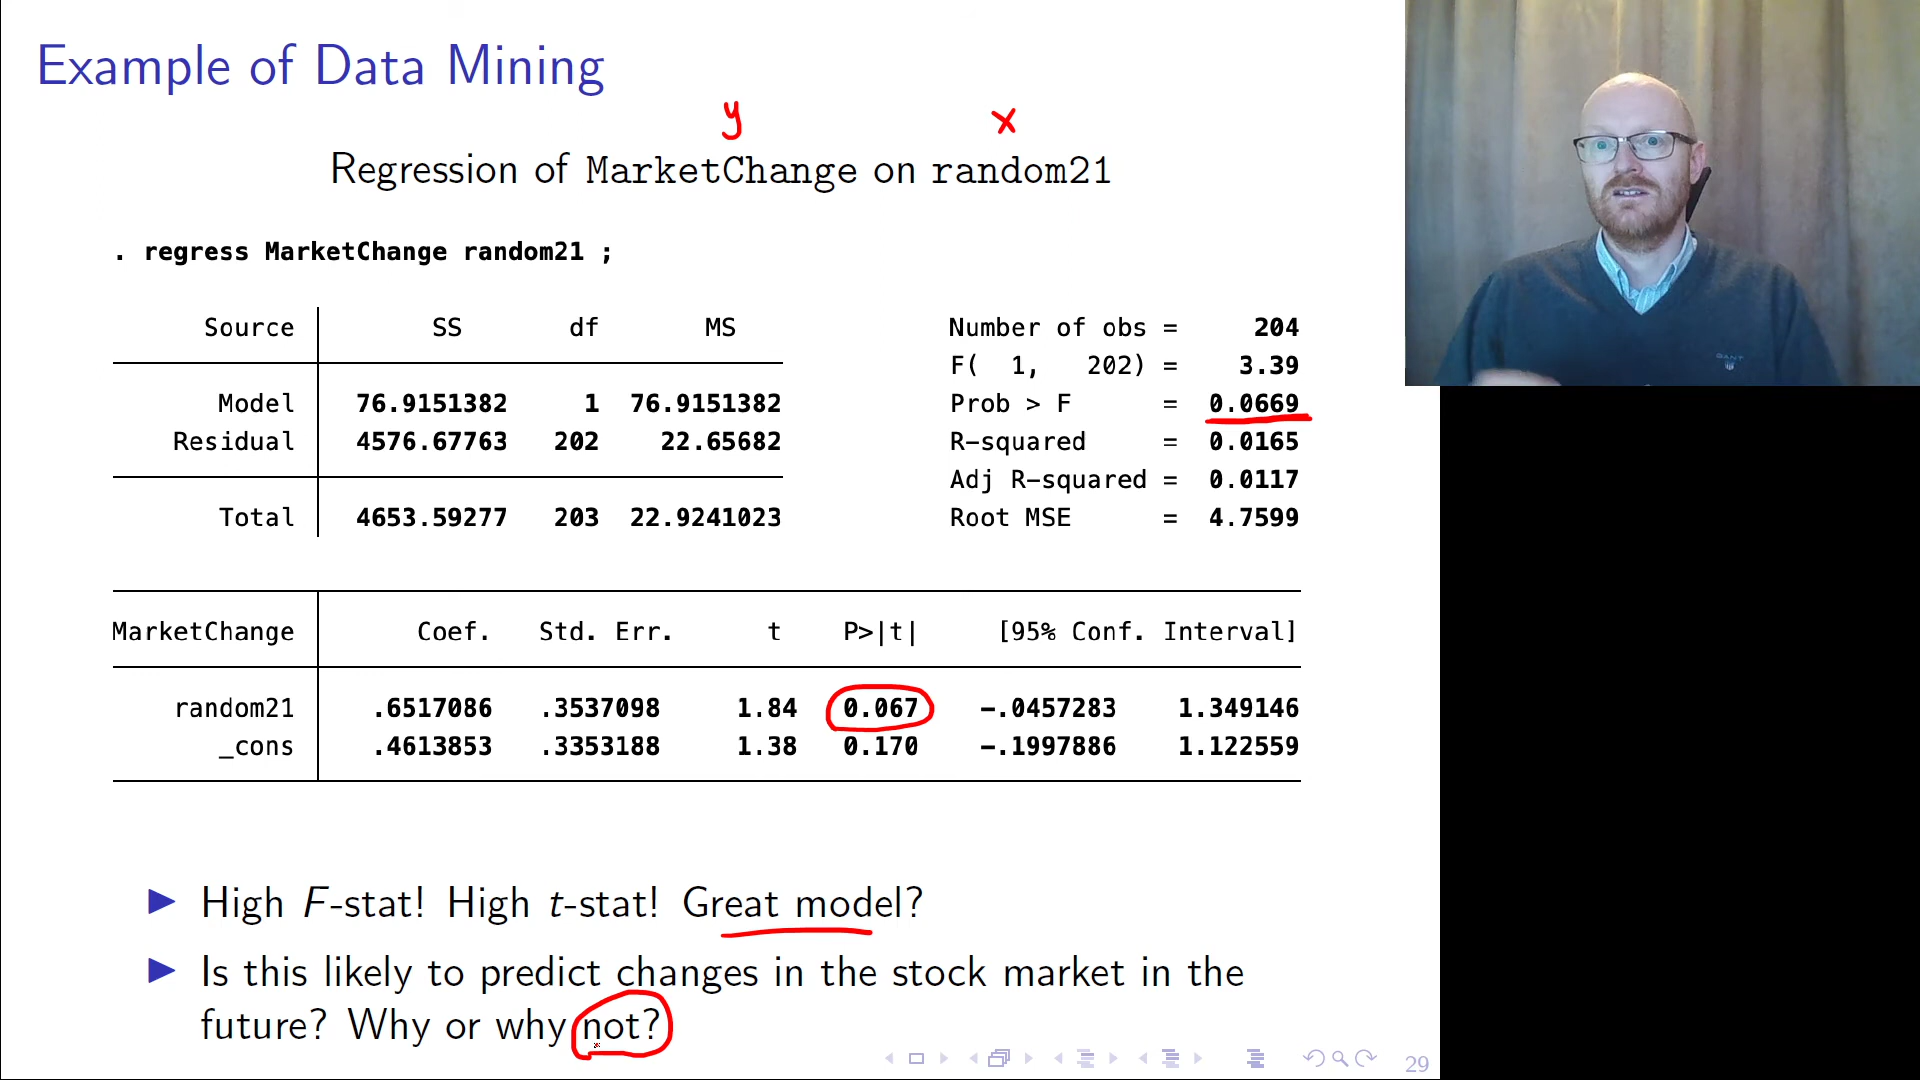 Example of Data Mining
y x
Regression of MarketChange on random21
. regress MarketChange random21 ;
Source SS df MS Number of obs = 204
F( 1, 202) = 3.39
Model 76.9151382 1 76.9151382 Prob > F = 0.0669
Residual 4576.67763 202 22.65682 R-squared = 0.0165
Adj R-squared = 0.0117
Total 4653.59277 203 22.9241023 Root MSE = 4.7599
MarketChange Coef. Std. Err. t P>|t| [95% Conf. Interval]
random21 .6517086 .3537098 1.84 0.067 -.0457283 1.349146
_cons .4613853 .3353188 1.38 0.170 -.1997886 1.122559
High F-stat! High t-stat! Great model?
Is this likely to predict changes in the stock market in the
future? Why or why not?
29
GANT